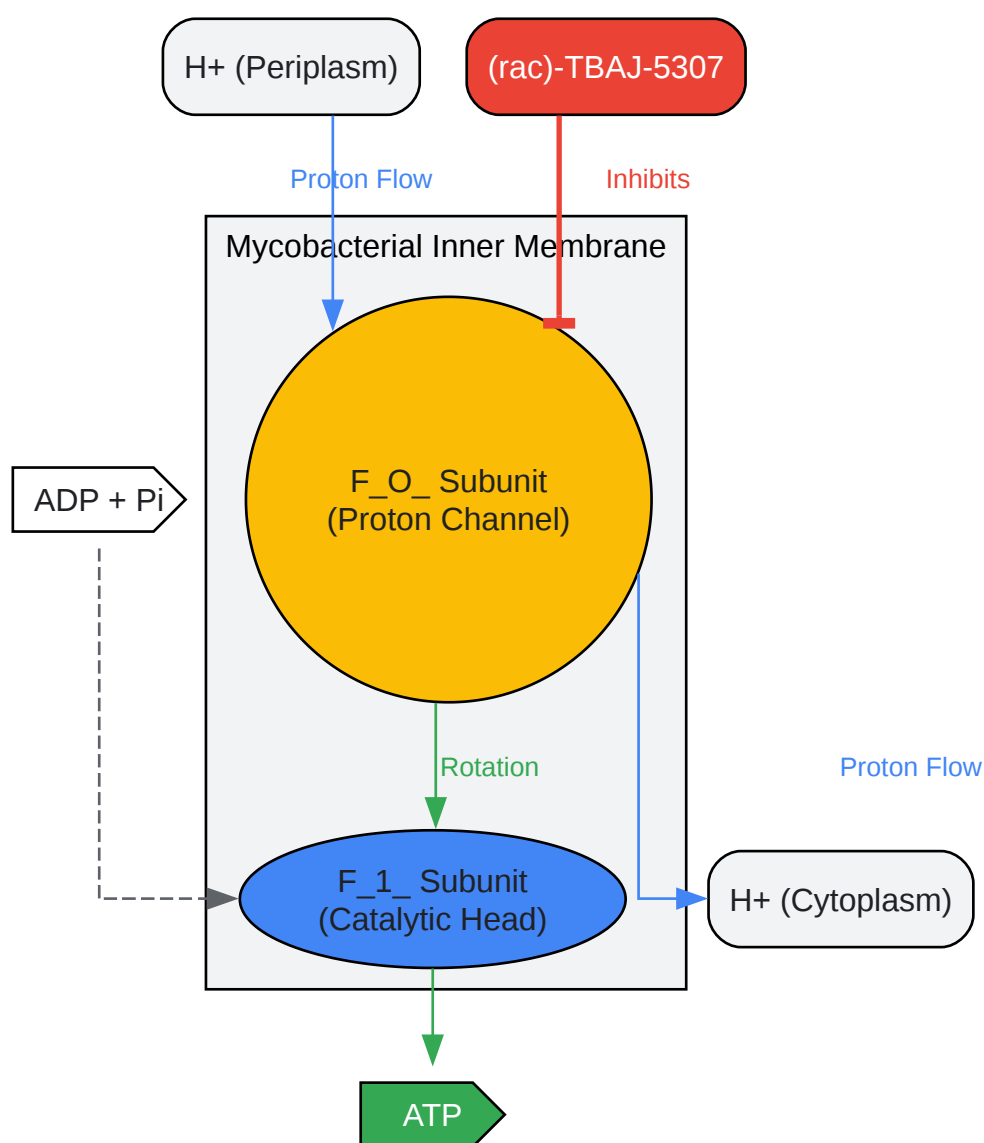 H+ (Periplasm)
(rac)-TBAJ-5307
Proton Flow
Inhibits
Mycobacterial Inner Membrane
F_O_ Subunit
(Proton Channel)
ADP + Pi
Rotation
Proton Flow
F_1_ Subunit
(Catalytic Head)
H+ (Cytoplasm)
ATP